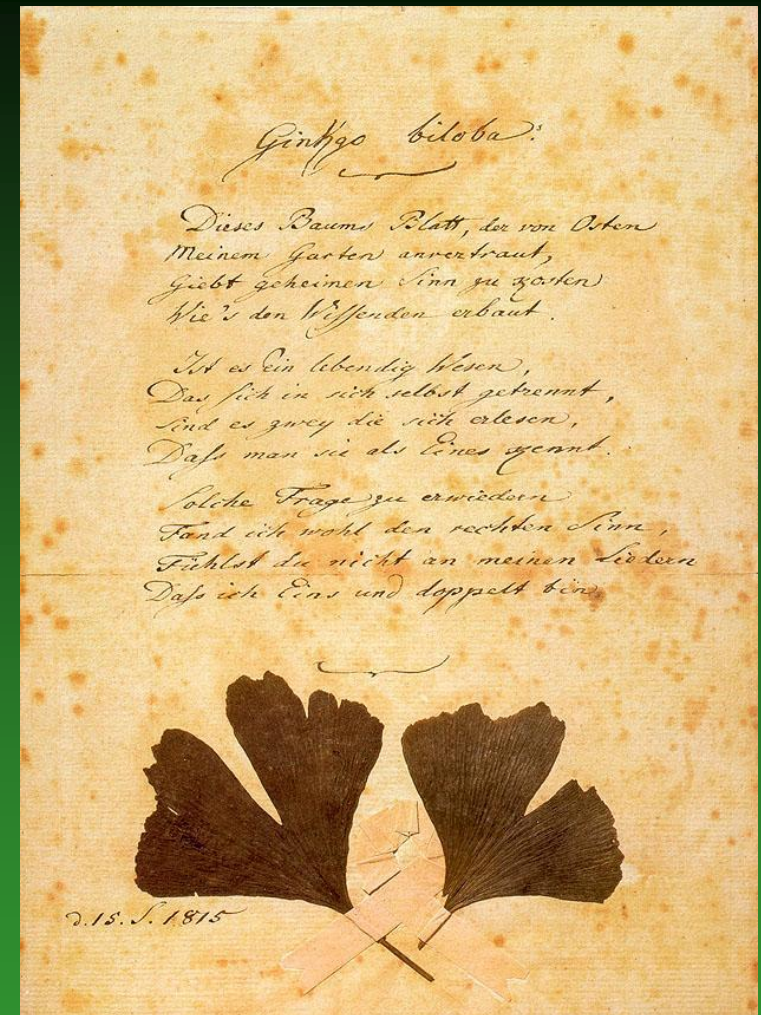 Ginkgo biloba.
Dieses Baums Blatt, der von Osten
Meinem Garten anvertraut,
Giebt geheimen Sinn zu kosten
Wie's den Wissenden erbaut.
Ist es Ein lebendig Wesen,
Das sich in sich selbst getrennt,
Sind es zwey die sich erlesen,
Dass man sie als Eines kennt.
Solche Frage zu erwiedern
Fand ich wohl den rechten Sinn,
Fühlst du nicht an meinen Liedern
Dass ich Eins und doppelt bin.
d. 15. S. 1815